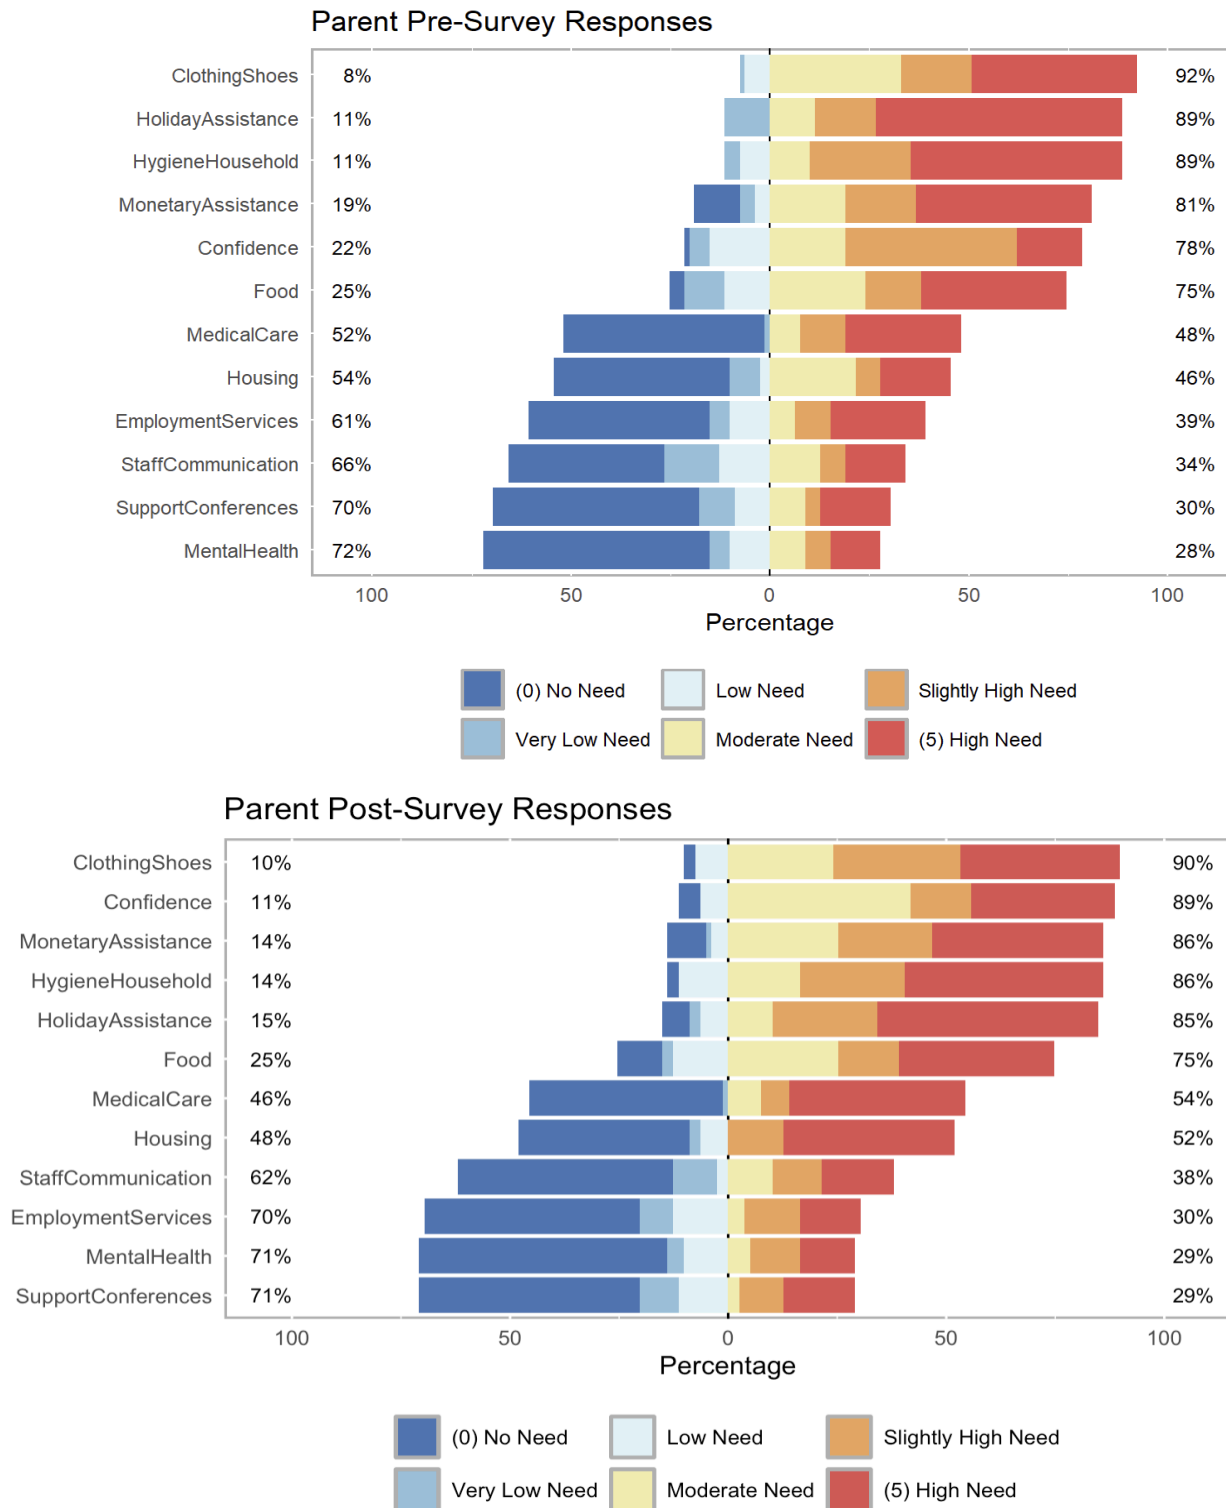 Parent Pre-Survey Responses
ClothingShoes 8% 92%
HolidayAssistance 11% 89%
HygieneHousehold 11% 89%
MonetaryAssistance 19% 81%
Confidence 22% 78%
Food 25% 75%
MedicalCare 52% 48%
Housing 54% 46%
EmploymentServices 61% 39%
StaffCommunication 66% 34%
SupportConferences 70% 30%
MentalHealth 72% 28%
100 50 0 50 100
Percentage
(0) No Need Low Need Slightly High Need
Very Low Need Moderate Need (5) High Need
Parent Post-Survey Responses
ClothingShoes 10% 90%
Confidence 11% 89%
MonetaryAssistance 14% 86%
HygieneHousehold 14% 86%
HolidayAssistance 15% 85%
Food 25% 75%
MedicalCare 46% 54%
Housing 48% 52%
StaffCommunication 62% 38%
EmploymentServices 70% 30%
MentalHealth 71% 29%
SupportConferences 71% 29%
100 50 0 50 100
Percentage
(0) No Need Low Need Slightly High Need
Very Low Need Moderate Need (5) High Need